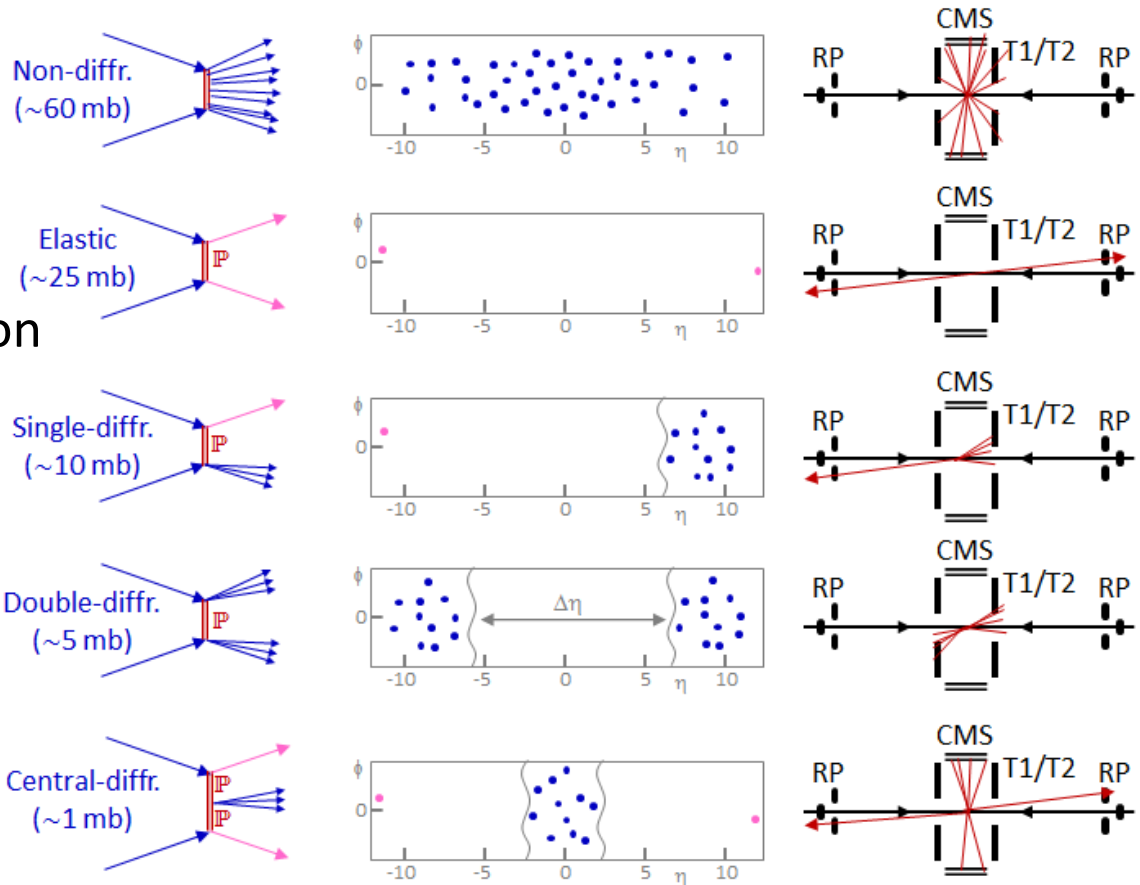 Non-diffr.
(~60 mb)
ϕ
0
-10 -5 0 5 η 10
CMS
RP T1/T2 RP
Elastic
(~25 mb)
ℙ
ϕ
0
-10 -5 0 5 η 10
CMS
RP T1/T2 RP
on
Single-diffr.
(~10 mb)
ℙ
ϕ
0
-10 -5 0 5 η 10
CMS
RP T1/T2 RP
Double-diffr.
(~5 mb)
ℙ
ϕ
0
Δη
-10 -5 0 5 η 10
CMS
RP T1/T2 RP
Central-diffr.
(~1 mb)
ℙ
ℙ
ϕ
0
-10 -5 0 5 η 10
CMS
RP T1/T2 RP